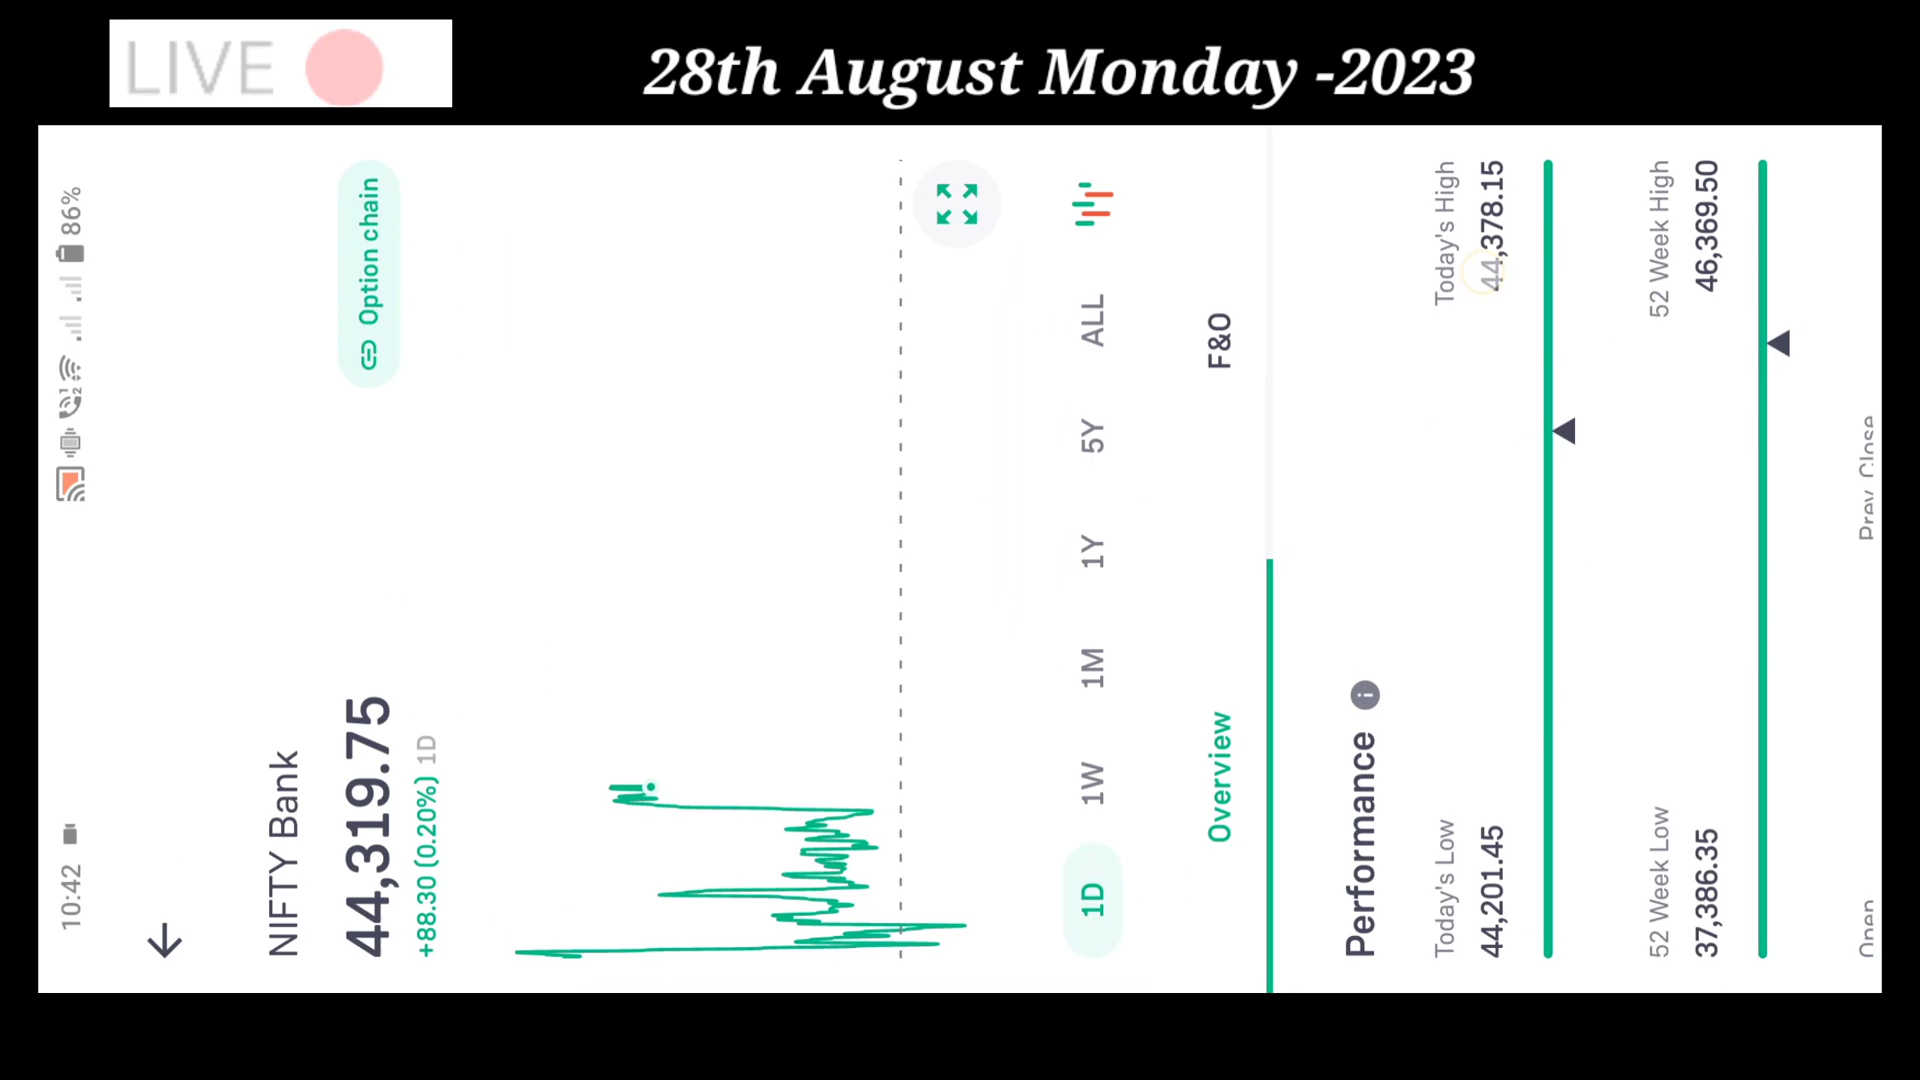 LIVE
28th August Monday -2023
10:42
86%
NIFTY Bank
44,319.75
Option chain
+88.30 (0.20%) 1D
1D 1W 1M 1Y 5Y ALL
Overview F&O
Performance
Today's Low Today's High
44,201.45 44,378.15
52 Week Low 52 Week High
37,386.35 46,369.50
Open Prev. Close